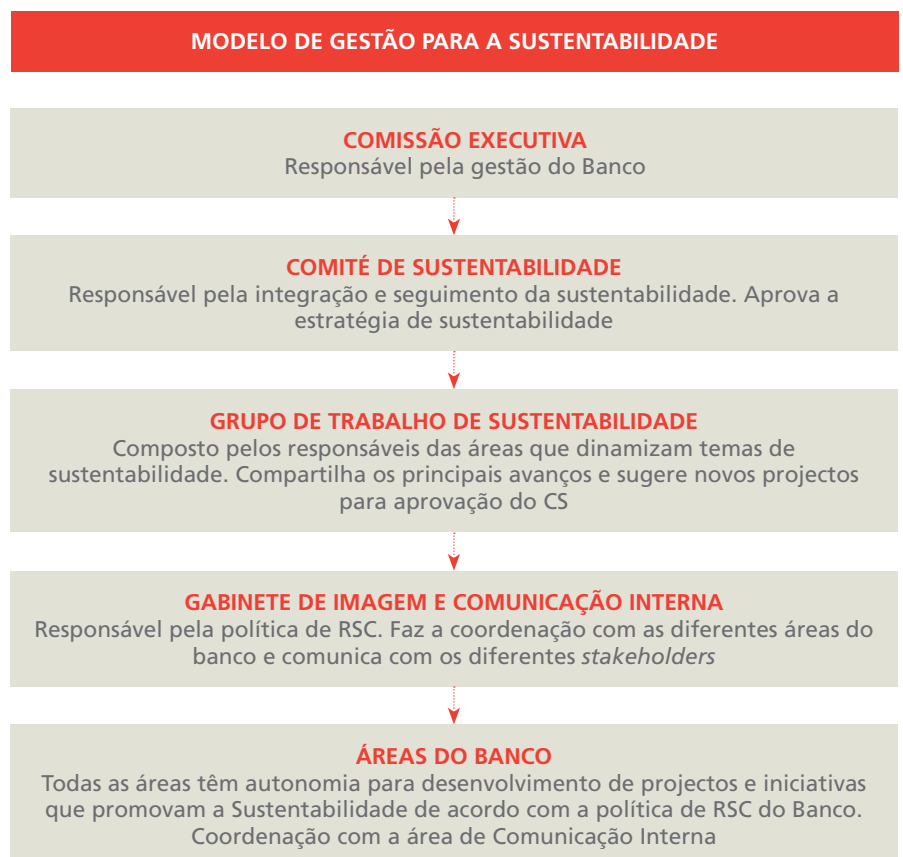 MODELO DE GESTÃO PARA A SUSTENTABILIDADE
COMISSÃO EXECUTIVA
Responsável pela gestão do Banco
COMITÉ DE SUSTENTABILIDADE
Responsável pela integração e seguimento da sustentabilidade. Aprova a
estratégia de sustentabilidade
GRUPO DE TRABALHO DE SUSTENTABILIDADE
Composto pelos responsáveis das áreas que dinamizam temas de
sustentabilidade. Compartilha os principais avanços e sugere novos projectos
para aprovação do CS
GABINETE DE IMAGEM E COMUNICAÇÃO INTERNA
Responsável pela política de RSC. Faz a coordenação com as diferentes áreas do
banco e comunica com os diferentes stakeholders
ÁREAS DO BANCO
Todas as áreas têm autonomia para desenvolvimento de projectos e iniciativas
que promovam a Sustentabilidade de acordo com a política de RSC do Banco.
Coordenação com a área de Comunicação Interna